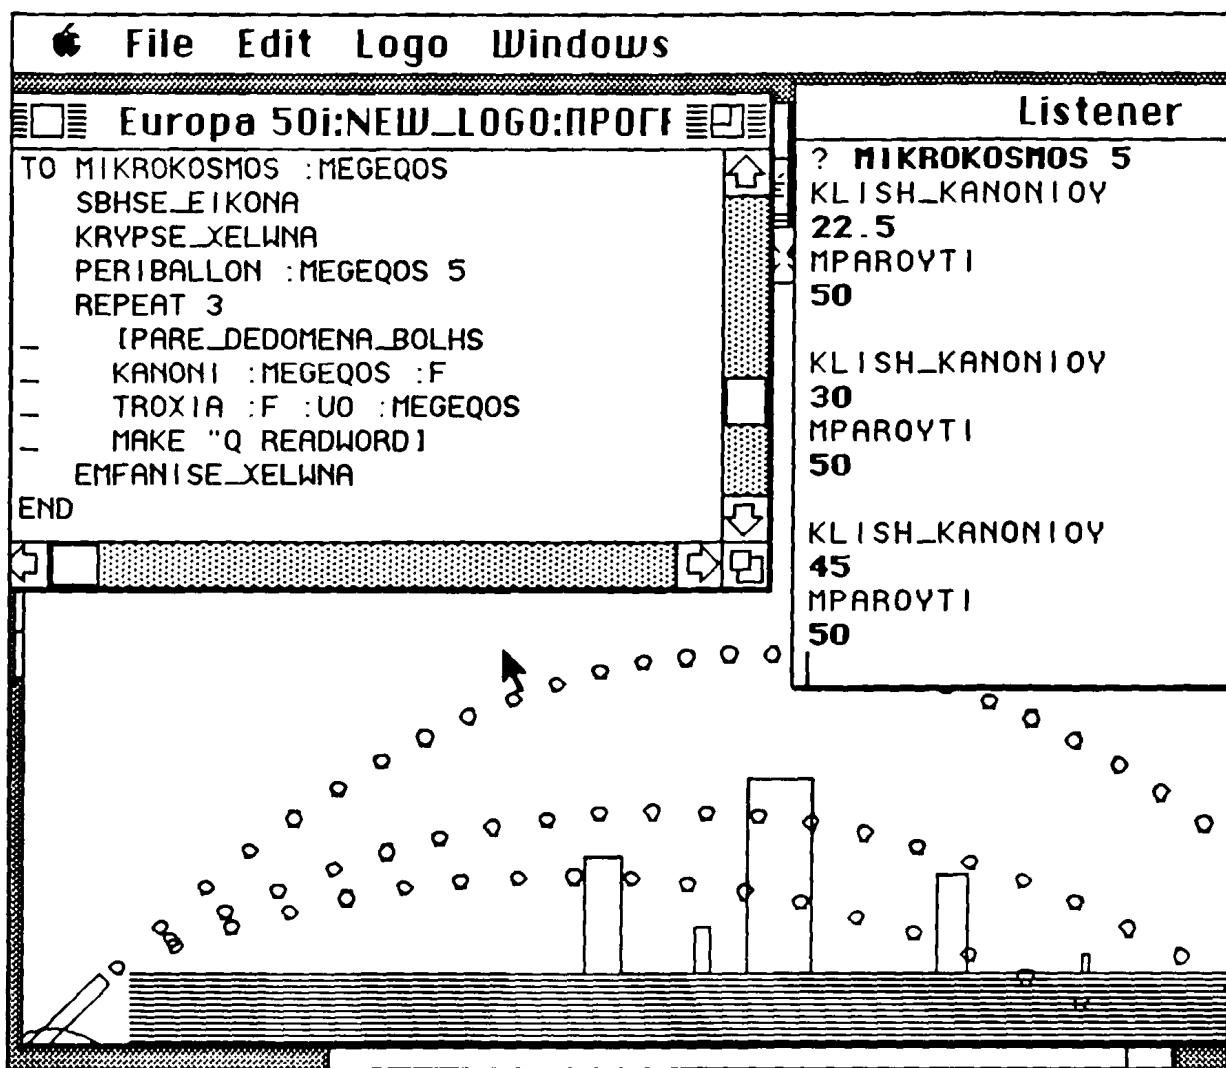 File Edit Logo Windows
Europa 50i:NEW_LOGO:ΠΡΟΓΡ
TO MIKROKOSMOS :MEGEQOS
SBHSE_EIKONA
KRYPSE_XELWNA
PERIBALLON :MEGEQOS 5
REPEAT 3
_ [PARE_DEDOMENA_BOLHS
_ KANONI :MEGEQOS :F
_ TROXIA :F :UO :MEGEQOS
_ MAKE "Q READWORD]
EMFANISE_XELWNA
END
Listener
? MIKROKOSMOS 5
KLISH_KANONIOY
22.5
MPAROYTI
50
KLISH_KANONIOY
30
MPAROYTI
50
KLISH_KANONIOY
45
MPAROYTI
50